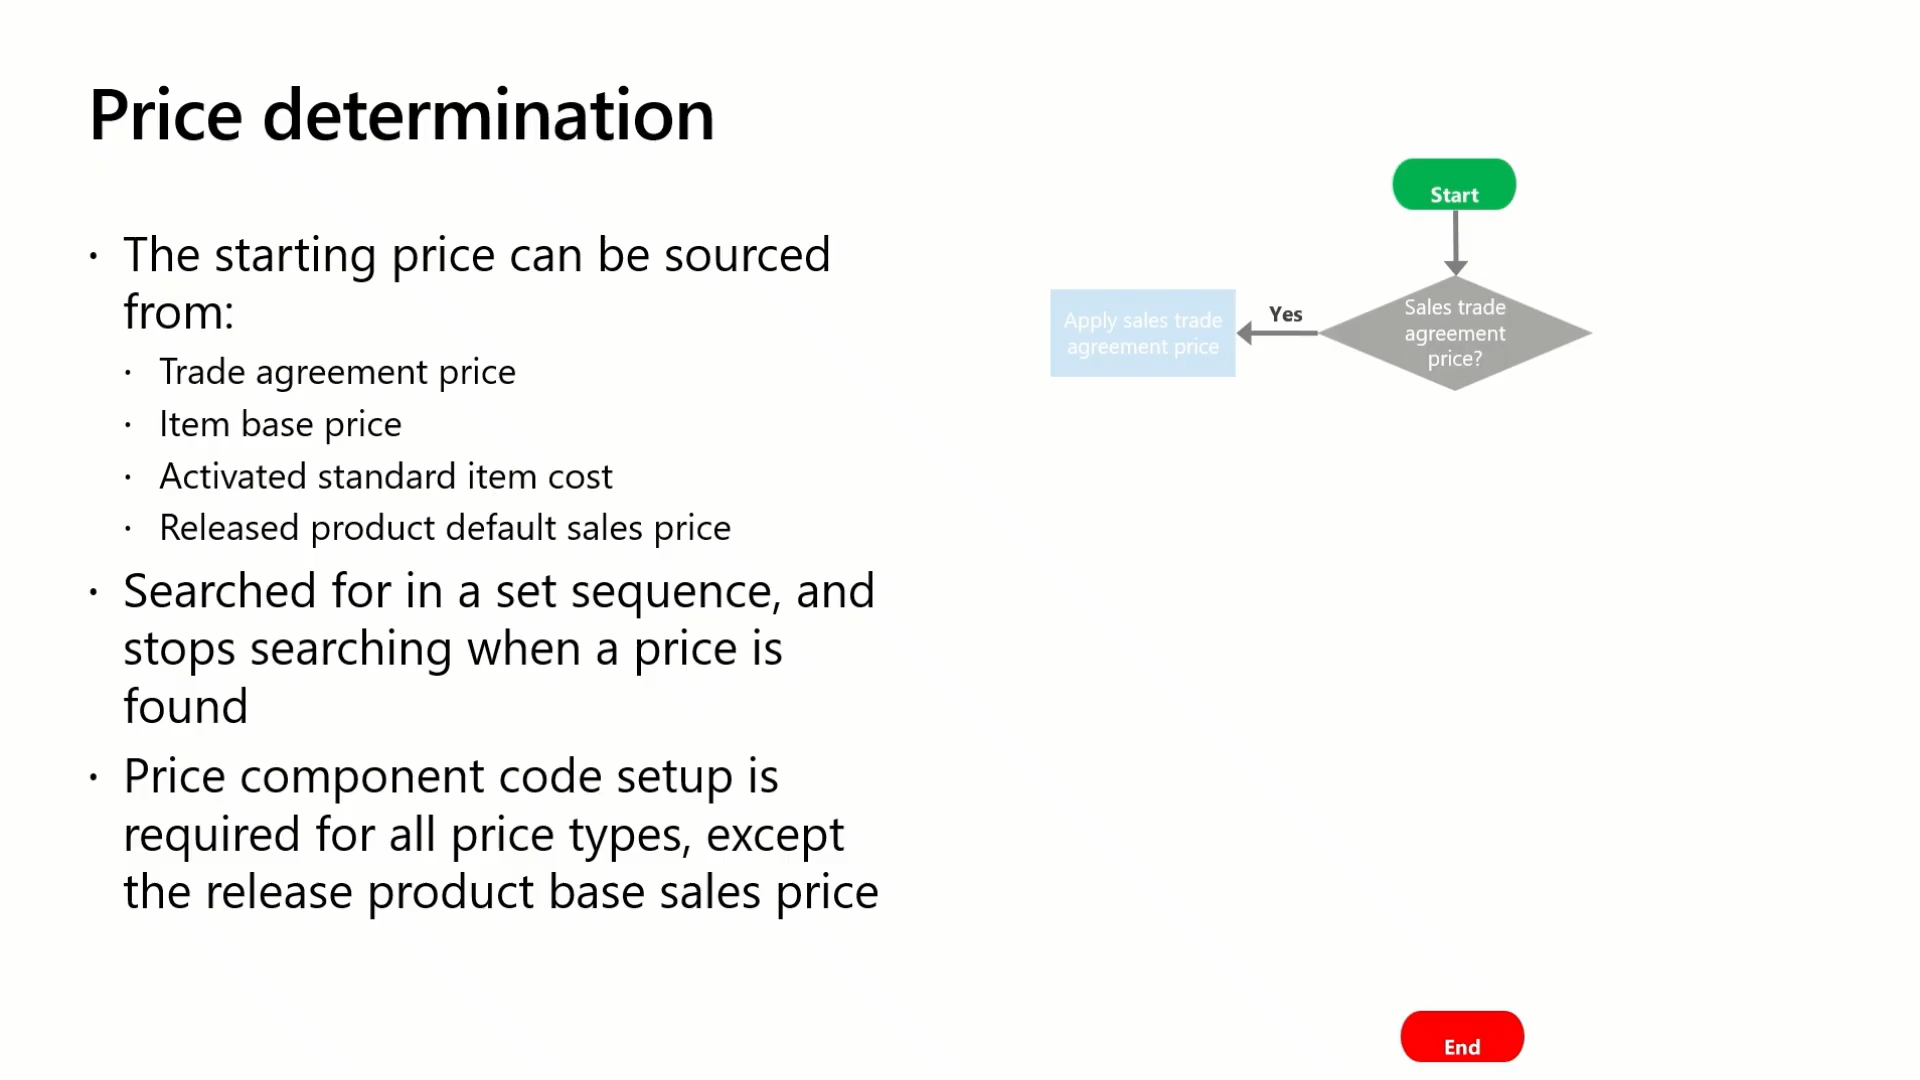 Price determination
· The starting price can be sourced
from:
· Trade agreement price
· Item base price
· Activated standard item cost
· Released product default sales price
· Searched for in a set sequence, and
stops searching when a price is
found
· Price component code setup is
required for all price types, except
the release product base sales price
Start
Sales trade
agreement
price?
Yes
Apply sales trade
agreement price
End